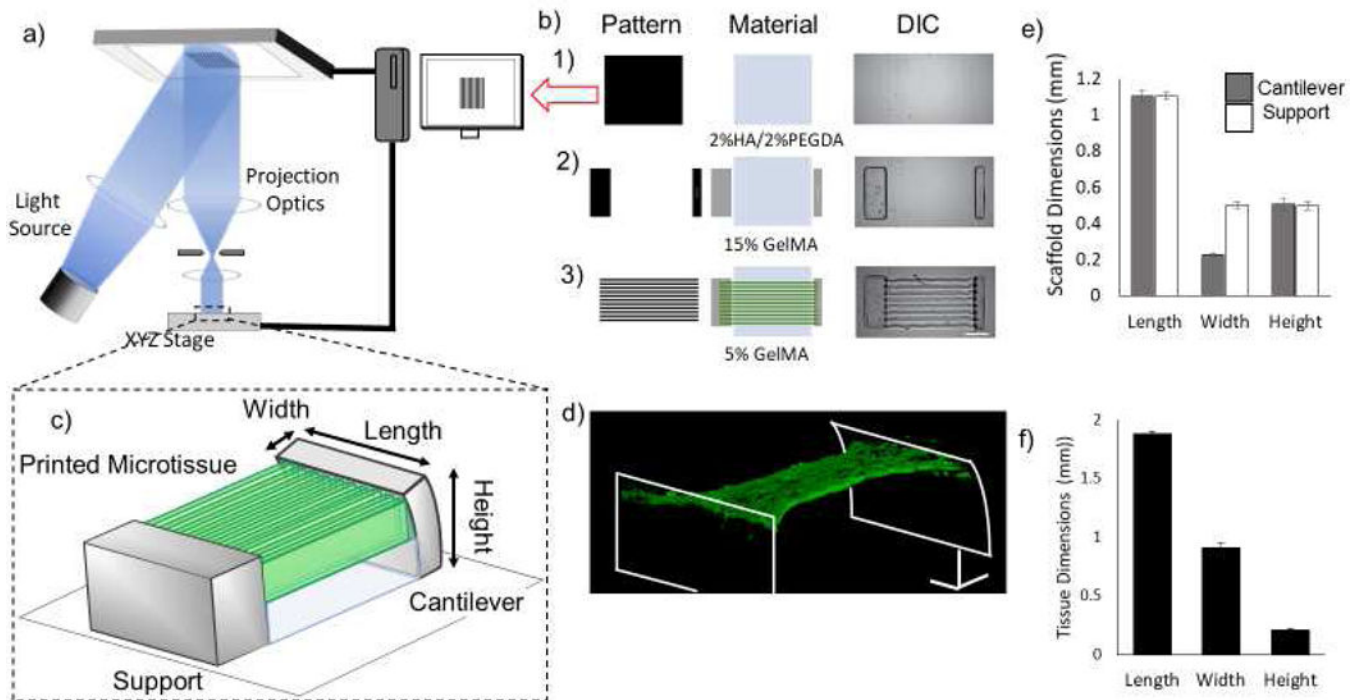 a)
Light
Source
Projection
Optics
XYZ Stage
b)
Pattern
Material
DIC
1)
2%HA/2%PEGDA
2)
15% GelMA
3)
5% GelMA
c)
Width
Length
Printed Microtissue
Height
Cantilever
Support
d)
e)
Scaffold Dimensions (mm)
1.2
1
0.8
0.6
0.4
0.2
0
Cantilever
Support
Length Width Height
f)
Tissue Dimensions (mm))
2
1.5
1
0.5
0
Length Width Height